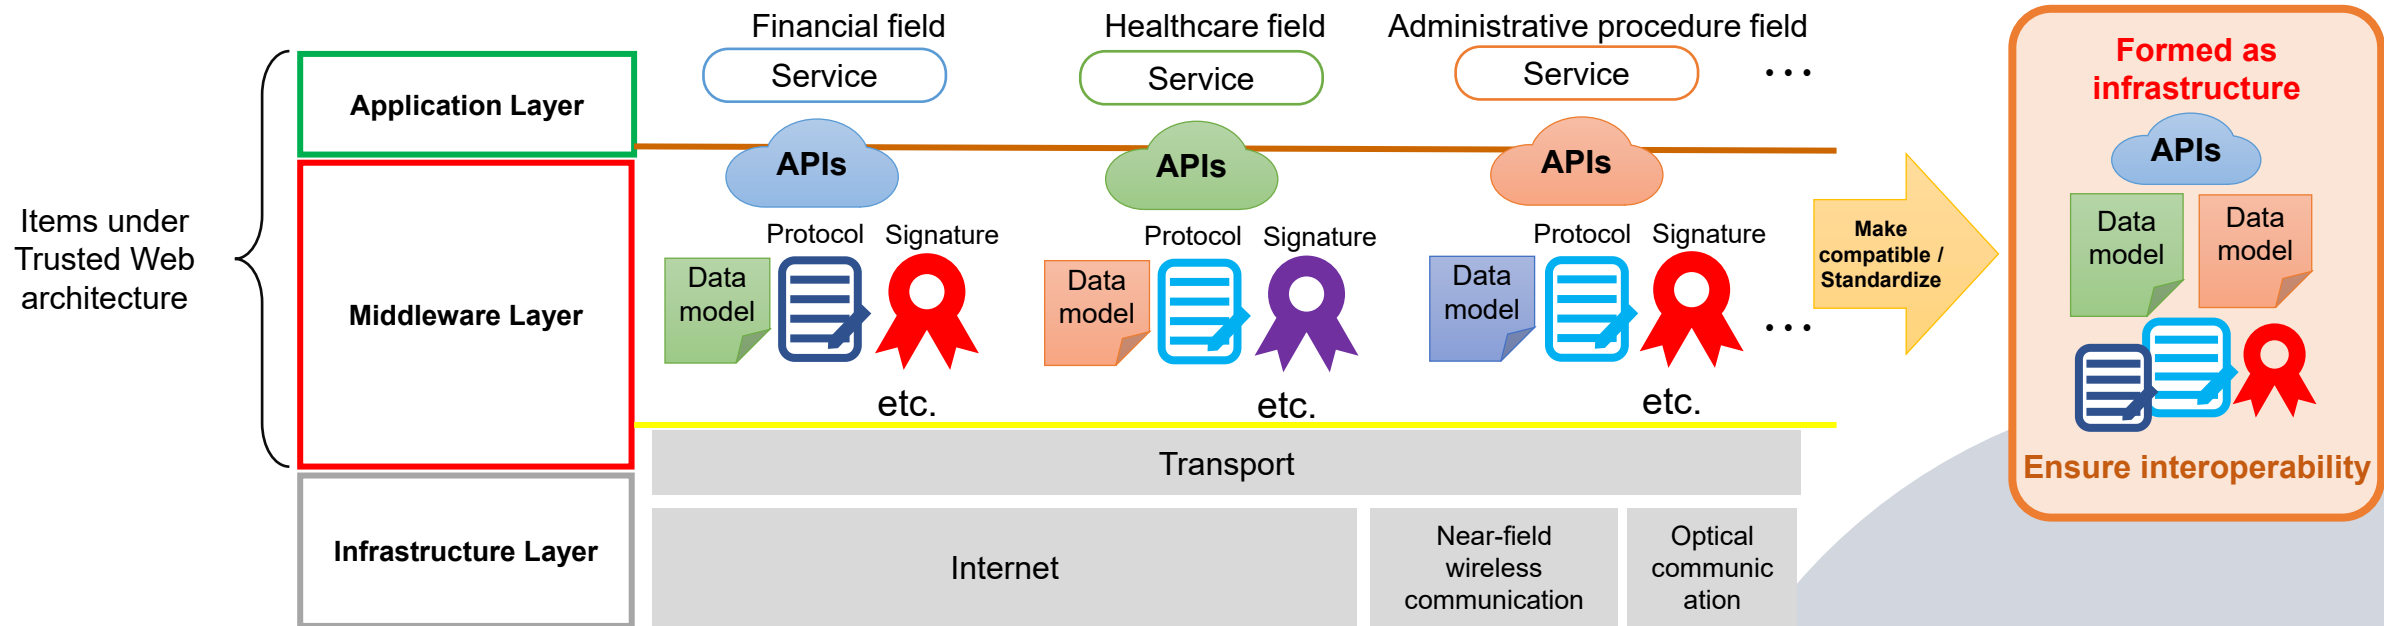 Items under
Trusted Web
architecture
Application Layer
Middleware Layer
Infrastructure Layer
Financial field
Service
APIs
Protocol
Signature
Data
model
etc.
Healthcare field
Service
APIs
Protocol
Signature
Data
model
etc.
Administrative procedure field
Service
APIs
Protocol
Signature
Data
model
etc.
...
...
Transport
Internet
Near-field
wireless
communication
Optical
communic
ation
Make
compatible /
Standardize
Formed as
infrastructure
APIs
Data
model
Data
model
Ensure interoperability